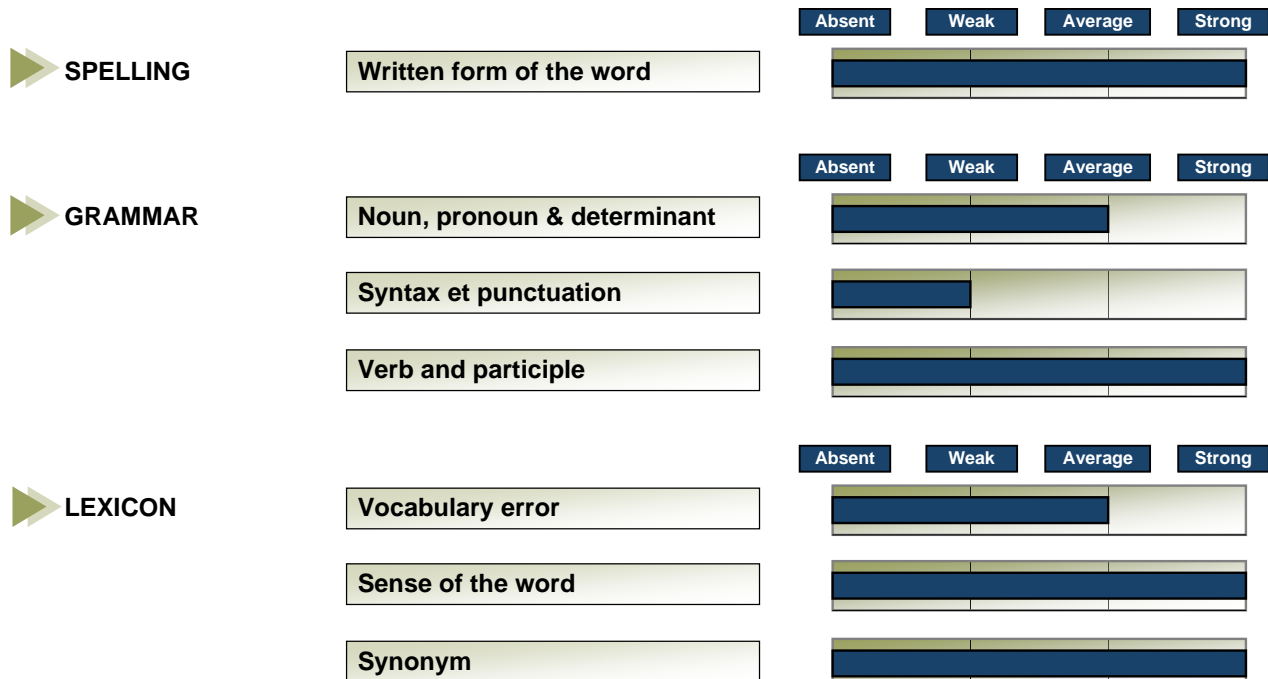 Absent Weak Average Strong
SPELLING Written form of the word
Absent Weak Average Strong
GRAMMAR Noun, pronoun & determinant
Syntax et punctuation
Verb and participle
Absent Weak Average Strong
LEXICON Vocabulary error
Sense of the word
Synonym